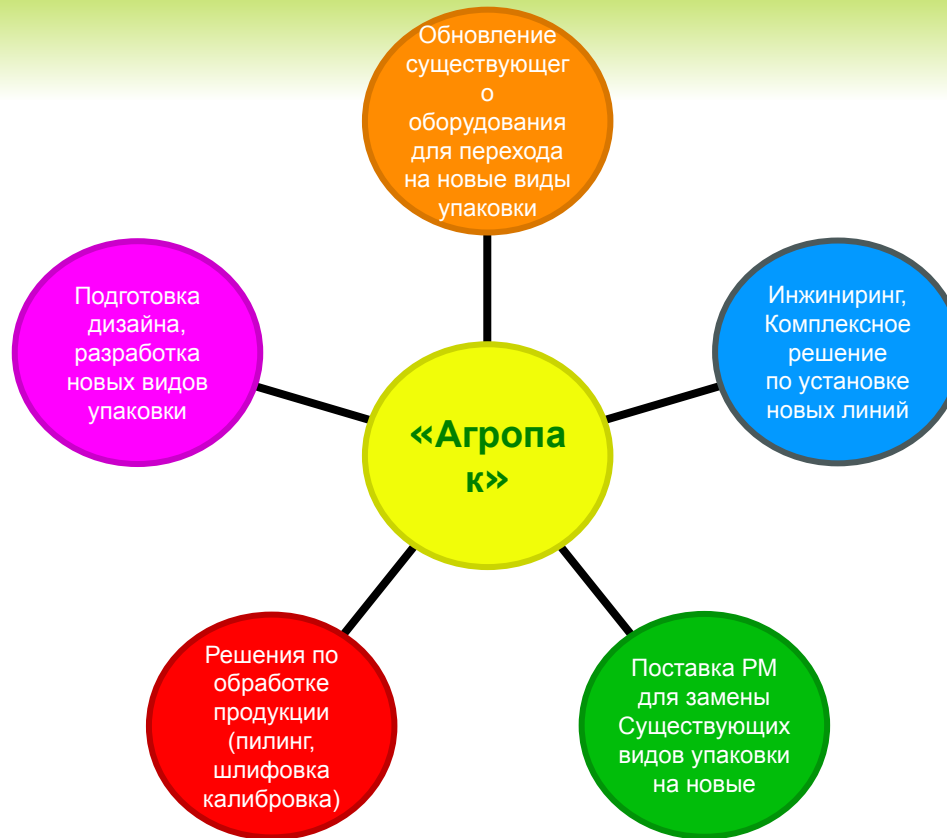 Обновление
существующег
о
оборудования
для перехода
на новые виды
упаковки
Подготовка
дизайна,
разработка
новых видов
упаковки
Инжиниринг,
Комплексное
решение
по установке
новых линий
«Агропа
к»
Решения по
обработке
продукции
(пилинг,
шлифовка
калибровка)
Поставка РМ
для замены
Существующих
видов упаковки
на новые